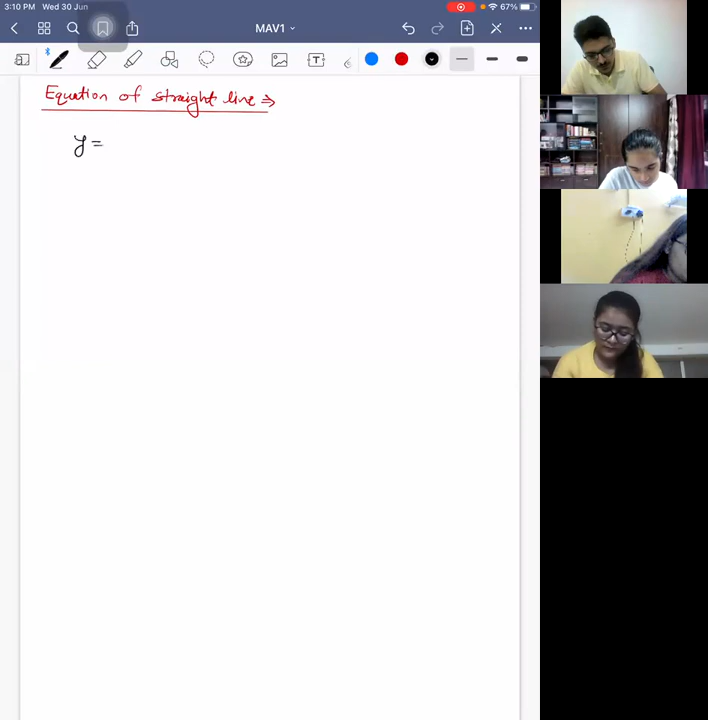 3:10 PM Wed 30 Jun
67%
MAV1
T
Equation of straight line ⇒
y =